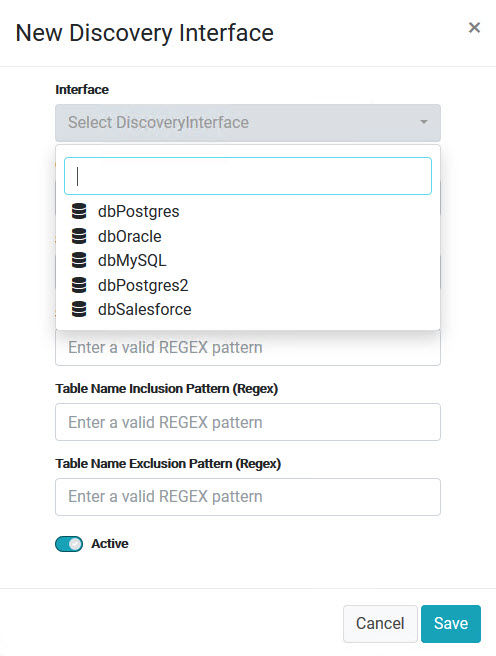 New Discovery Interface
Interface
Select DiscoveryInterface
dbPostgres
dbOracle
dbMySQL
dbPostgres2
dbSalesforce
Enter a valid REGEX pattern
Table Name Inclusion Pattern (Regex)
Enter a valid REGEX pattern
Table Name Exclusion Pattern (Regex)
Enter a valid REGEX pattern
Active
Cancel
Save